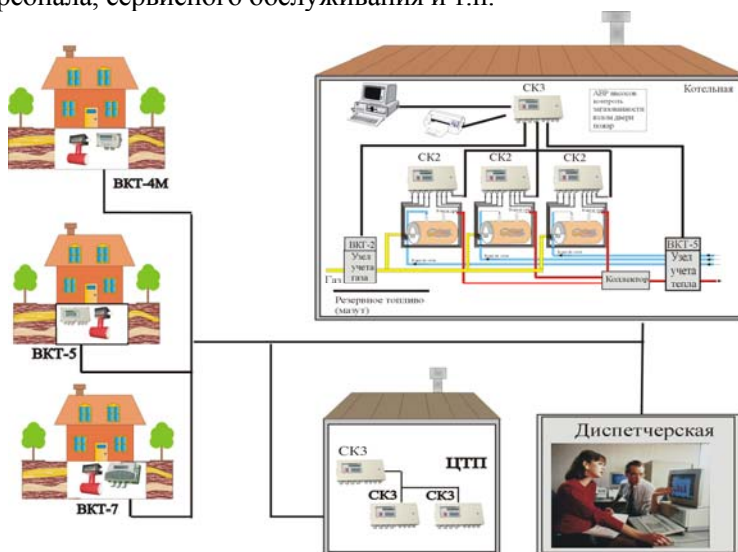 рсонала, сервисного обслуживания и т.п.
ВКТ-4М
ВКТ-5
ВКТ-7
Котельная
СК3
АВР насосов
контроль
загазованности
взлом двери
пожар
СК2
СК2
СК2
ВКГ-2
Узел
учета
газа
Газ
ВКТ-5
Узел
учета
тепла
Коллектор
Резервное топливо
(мазут)
СК3
ЦТП
СК3
СК3
Диспетчерская